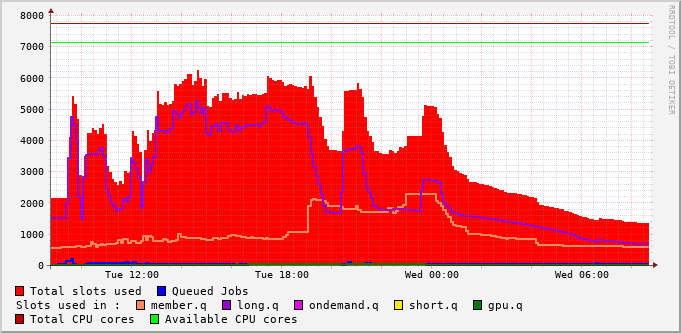 8000
7000
6000
5000
4000
3000
2000
1000
0
Tue 12:00 Tue 18:00 Wed 00:00 Wed 06:00
RRDTOOL / TOBI OETIKER
Total slots used Queued Jobs
Slots used in : member.q long.q ondemand.q short.q gpu.q
Total CPU cores Available CPU cores